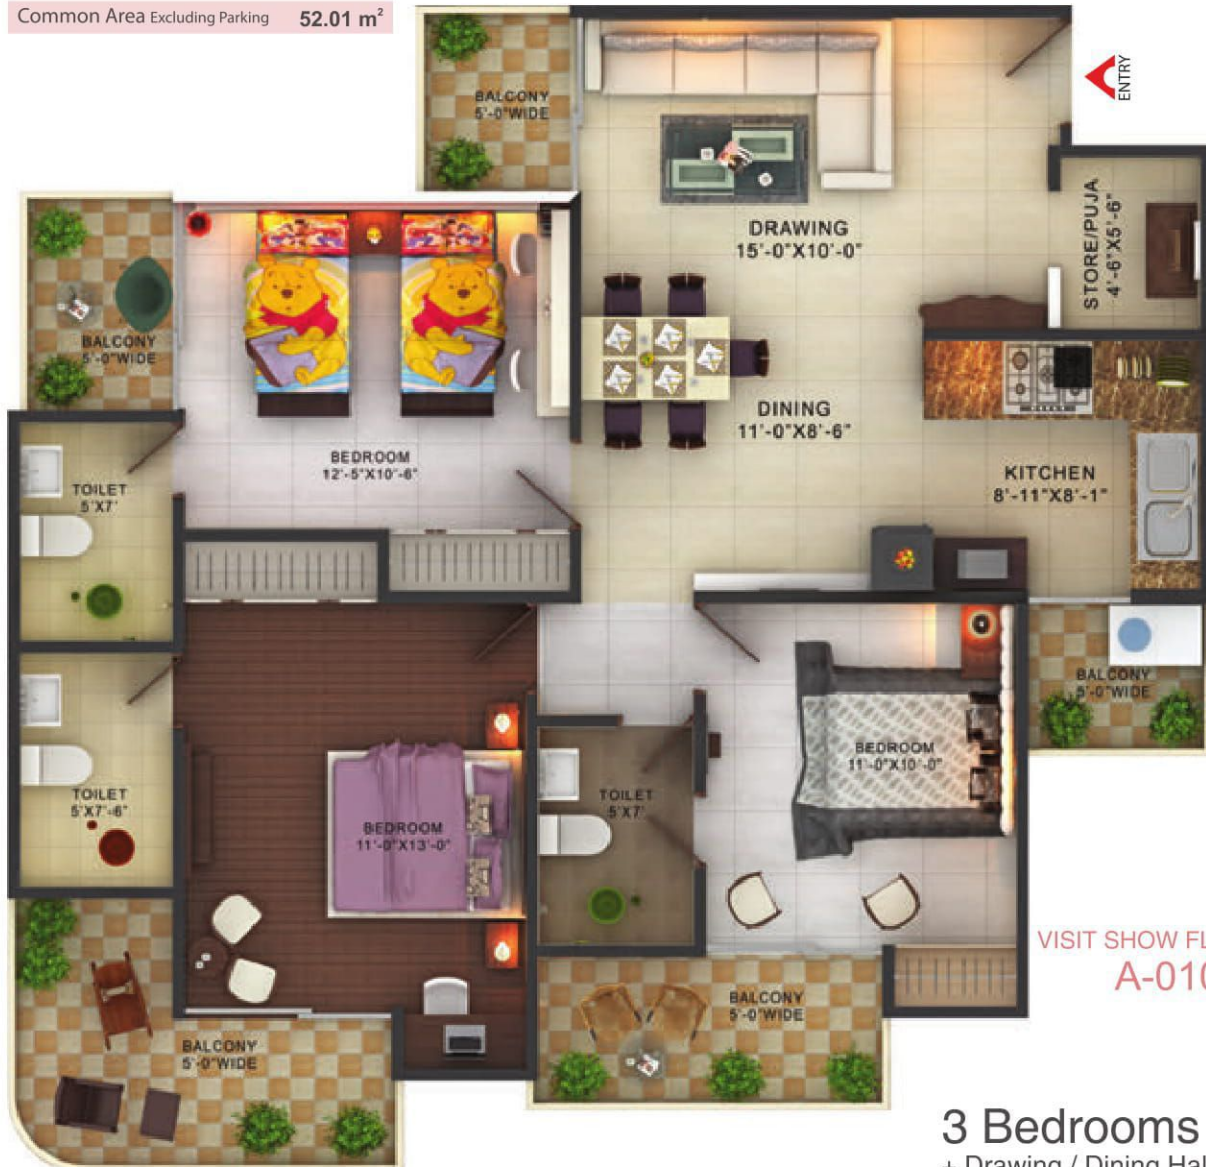 Common Area Excluding Parking 52.01 m²
ENTRY
BALCONY
5'-0"WIDE
DRAWING
15'-0"X10'-0"
STORE/PUJA
4'-6"X5'-6"
BALCONY
5'-0"WIDE
BEDROOM
12'-5"X10'-6"
DINING
11'-0"X8'-6"
KITCHEN
8'-11"X8'-1"
TOILET
5'X7'
BALCONY
5'-0"WIDE
TOILET
5'X7'-6"
BEDROOM
11'-0"X13'-0"
TOILET
5'X7'
BEDROOM
11'-0"X10'-0"
VISIT SHOW
A-010
BALCONY
5'-0"WIDE
BALCONY
5'-0"WIDE
3 Bedrooms
+ Drawing / Dining